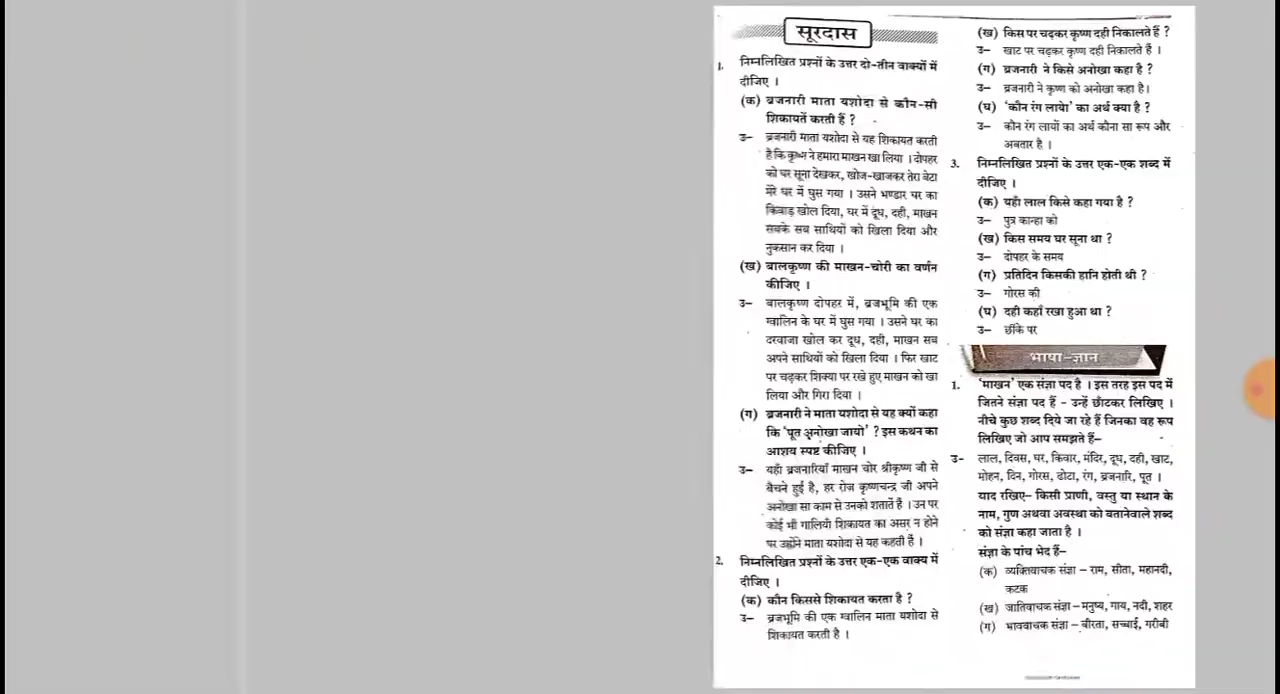 सूरदास
1. निम्नलिखित प्रश्नों के उत्तर दो-तीन वाक्यों में
दीजिए ।
(क) ब्रजनारी माता यशोदा से कौन-सी
शिकायतें करती हैं ?
उ– ब्रजनारी माता यशोदा से यह शिकायत करती
है कि कृष्ण ने हमारा माखन खा लिया । दोपहर
को घर सूना देखकर, खोज-खाजकर तेरा बेटा
मेरे घर में घुस गया । उसने भण्डार घर का
किवाड़ खोल दिया, घर में दूध, दही, माखन
सबके सब साथियों को खिला दिया और
नुकसान कर दिया ।
(ख) बालकृष्ण की माखन-चोरी का वर्णन
कीजिए ।
उ– बालकृष्ण दोपहर में, ब्रजभूमि की एक
ग्वालिन के घर में घुस गया । उसने घर का
दरवाजा खोल कर दूध, दही, माखन सब
अपने साथियों को खिला दिया । फिर खाट
पर चढ़कर शिक्या पर रखे हुए माखन को खा
लिया और गिरा दिया ।
(ग) ब्रजनारी ने माता यशोदा से यह क्यों कहा
कि ‘पूत अनोखा जायो’ ? इस कथन का
आशय स्पष्ट कीजिए ।
उ– यहाँ ब्रजनारियाँ माखन चोर श्रीकृष्ण जी से
बैचने हुई है, हर रोज कृष्णचन्द्र जी अपने
अनोखा सा काम से उनको शतातें हैं । उन पर
कोई भी गालियाँ शिकायत का असर न होने
पर उन्होंने माता यशोदा से यह कहती हैं ।
2. निम्नलिखित प्रश्नों के उत्तर एक-एक वाक्य में
दीजिए ।
(क) कौन किससे शिकायत करता है ?
उ– ब्रजभूमि की एक ग्वालिन माता यशोदा से
शिकायत करती है ।
(ख) किस पर चढ़कर कृष्ण दही निकालते हैं ?
उ– खाट पर चढ़कर कृष्ण दही निकालते हैं ।
(ग) ब्रजनारी ने किसे अनोखा कहा है ?
उ– ब्रजनारी ने कृष्ण को अनोखा कहा है।
(घ) ‘कौन रंग लायो’ का अर्थ क्या है ?
उ– कौन रंग लायों का अर्थ कौना सा रूप और
अवतार है ।
3. निम्नलिखित प्रश्नों के उत्तर एक-एक शब्द में
दीजिए ।
(क) यहाँ लाल किसे कहा गया है ?
उ– पुत्र कान्हा को
(ख) किस समय घर सूना था ?
उ– दोपहर के समय
(ग) प्रतिदिन किसकी हानि होती थी ?
उ– गोरस की
(घ) दही कहाँ रखा हुआ था ?
उ– छींके पर
भाषा-ज्ञान
1. ‘माखन’ एक संज्ञा पद है । इस तरह इस पद में
जितने संज्ञा पद हैं – उन्हें छाँटकर लिखिए ।
नीचे कुछ शब्द दिये जा रहे हैं जिनका वह रूप
लिखिए जो आप समझते हैं–
उ- लाल, दिवस, घर, किवार, मंदिर, दूध, दही, खाट,
मोहन, दिन, गोरस, ढोटा, रंग, ब्रजनारि, पूत ।
याद रखिए– किसी प्राणी, वस्तु या स्थान के
नाम, गुण अथवा अवस्था को बतानेवाले शब्द
को संज्ञा कहा जाता है ।
संज्ञा के पांच भेद हैं–
(क) व्यक्तिवाचक संज्ञा – राम, सीता, महानदी,
कटक
(ख) जातिवाचक संज्ञा – मनुष्य, गाय, नदी, शहर
(ग) भाववाचक संज्ञा – बीरता, सच्चाई, गरीबी